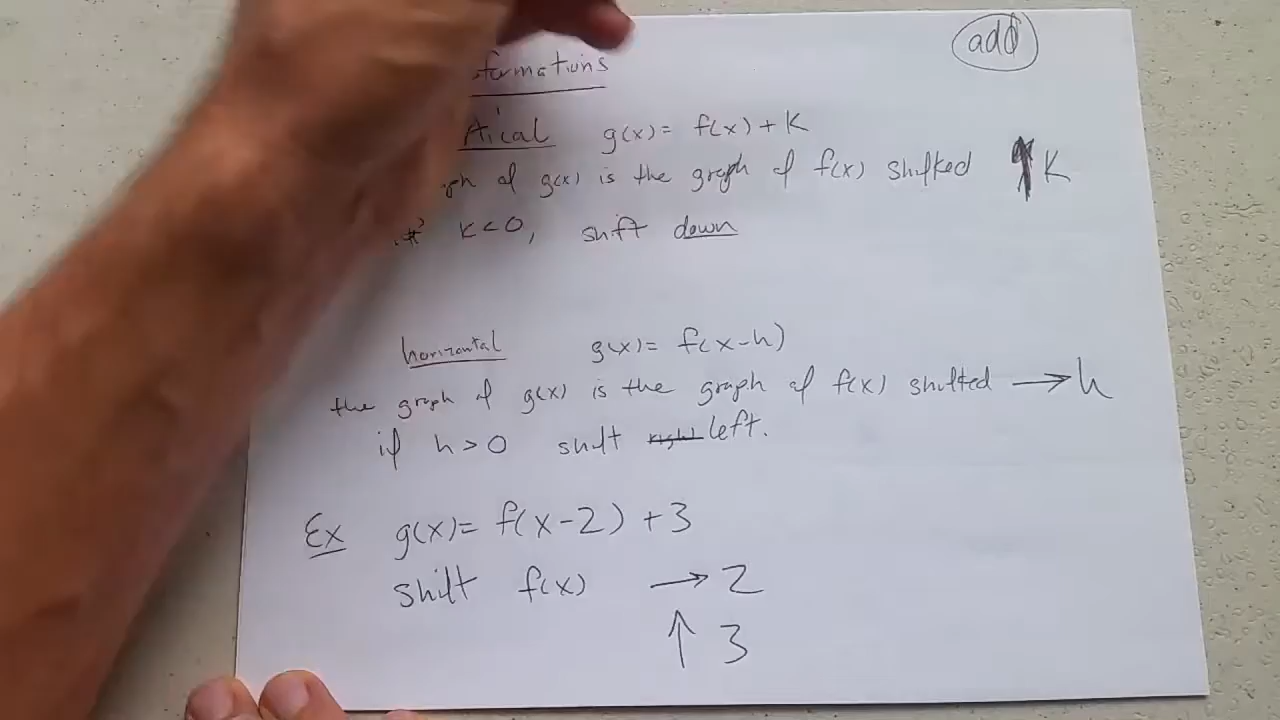 add
formations
tical g(x) = f(x) + K
ph of g(x) is the graph of f(x) shifted ↑ K
K < 0, shift down
horizontal g(x) = f(x-h)
the graph of g(x) is the graph of f(x) shifted → h
if h > 0 shift right left.
Ex g(x) = f(x-2) + 3
shift f(x) → 2
↑ 3